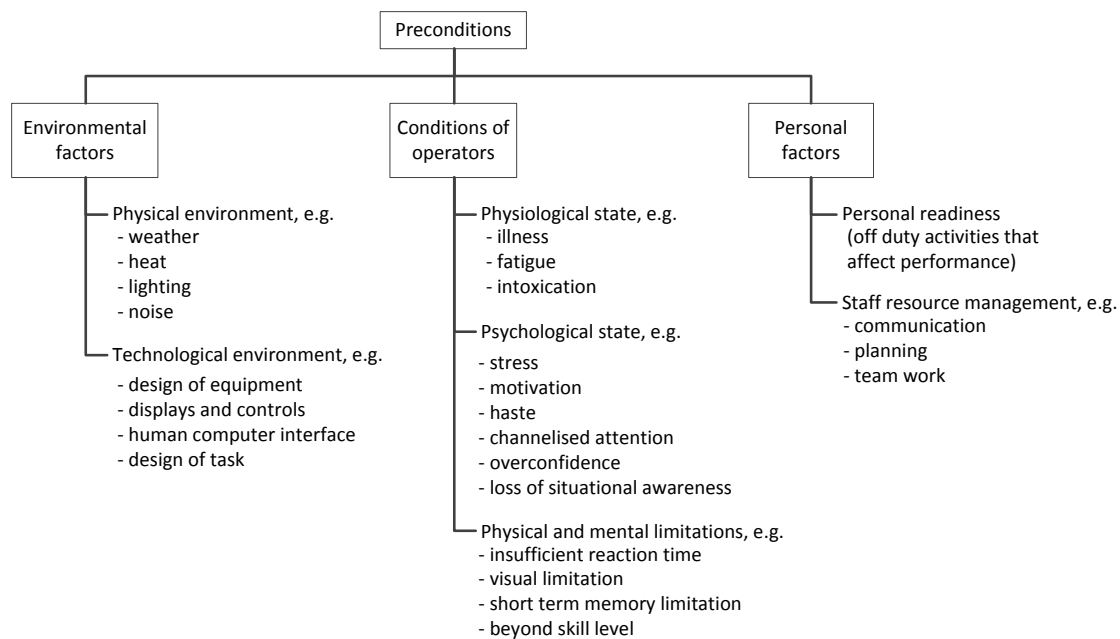 Preconditions
Environmental
factors
Physical environment, e.g.
- weather
- heat
- lighting
- noise
Technological environment, e.g.
- design of equipment
- displays and controls
- human computer interface
- design of task
Conditions of
operators
Physiological state, e.g.
- illness
- fatigue
- intoxication
Psychological state, e.g.
- stress
- motivation
- haste
- channelised attention
- overconfidence
- loss of situational awareness
Physical and mental limitations, e.g.
- insufficient reaction time
- visual limitation
- short term memory limitation
- beyond skill level
Personal
factors
Personal readiness
(off duty activities that
affect performance)
Staff resource management, e.g.
- communication
- planning
- team work